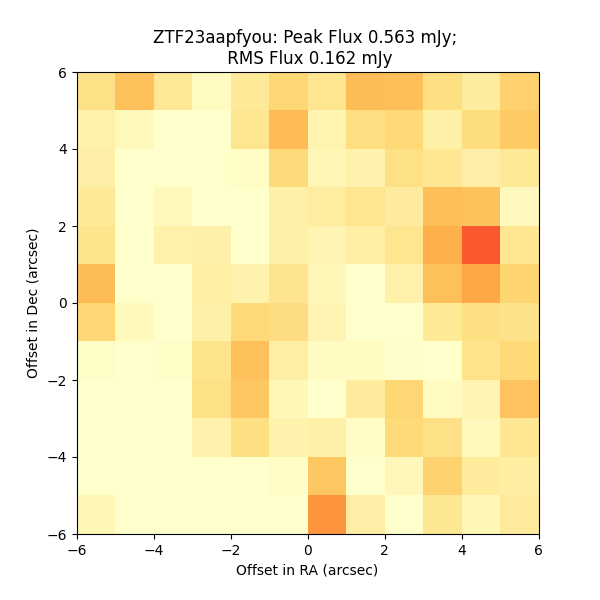 ZTF23aapfyou: Peak Flux 0.563 mJy;
RMS Flux 0.162 mJy
6
4
2
0
−2
−4
−6
Offset in Dec (arcsec)
−6 −4 −2 0 2 4 6
Offset in RA (arcsec)